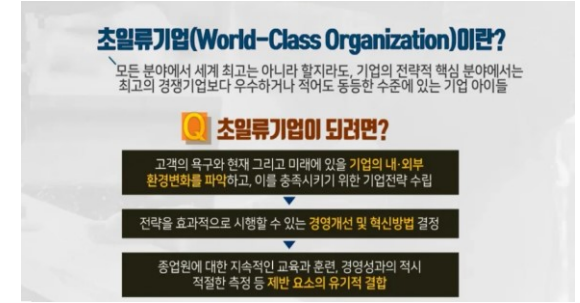 초일류기업(World-Class Organization)이란?
모든 분야에서 세계 최고는 아니라 할지라도, 기업의 전략적 핵심 분야에서는
최고의 경쟁기업보다 우수하거나 적어도 동등한 수준에 있는 기업 아이들
Q 초일류기업이 되려면?
고객의 욕구와 현재 그리고 미래에 있을 기업의 내·외부
환경변화를 파악하고, 이를 충족시키기 위한 기업전략 수립
전략을 효과적으로 시행할 수 있는 경영개선 및 혁신방법 결정
종업원에 대한 지속적인 교육과 훈련, 경영성과의 적시
적절한 측정 등 제반 요소의 유기적 결합